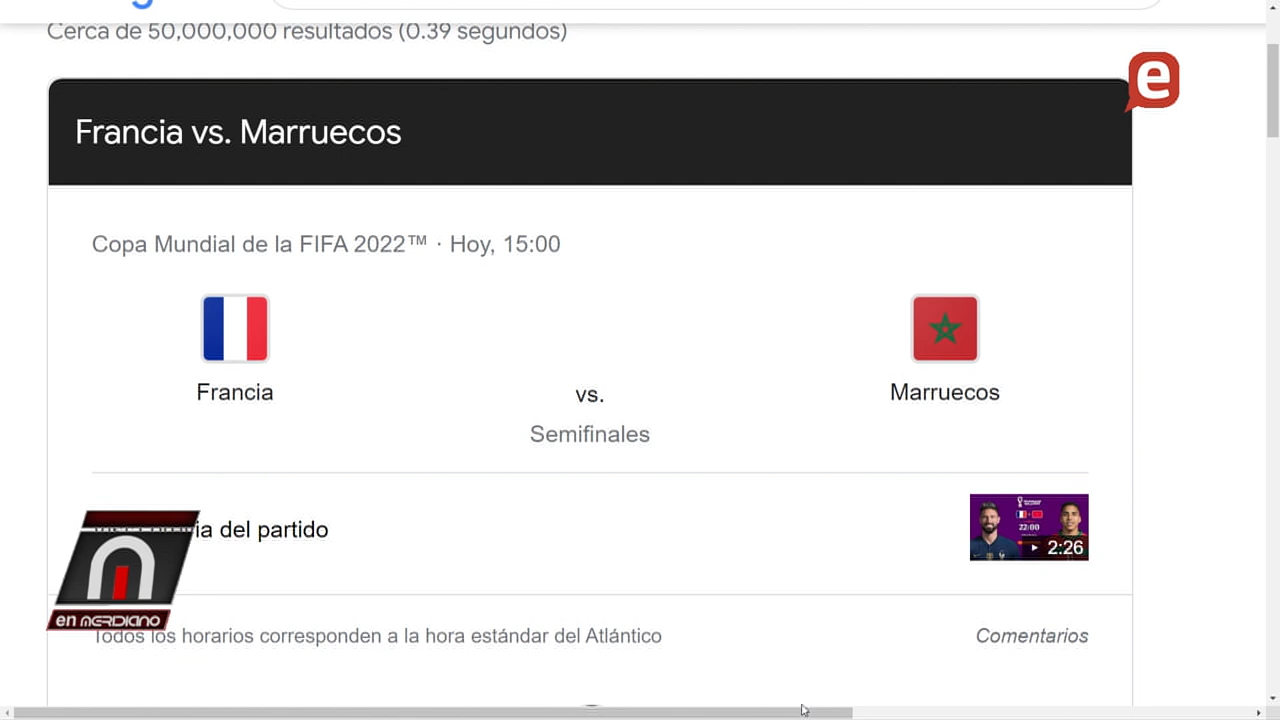 Cerca de 50,000,000 resultados (0.39 segundos)
e
Francia vs. Marruecos
Copa Mundial de la FIFA 2022™ · Hoy, 15:00
Francia
vs.
Marruecos
Semifinales
del partido
22:00
2:26
en MERIDIANO
Todos los horarios corresponden a la hora estándar del Atlántico
Comentarios